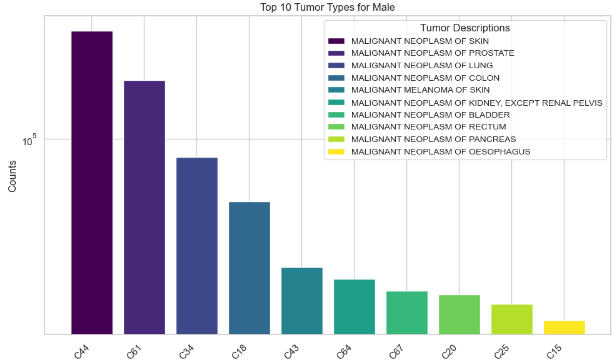 Top 10 Tumor Types for Male
Tumor Descriptions
MALIGNANT NEOPLASM OF SKIN
MALIGNANT NEOPLASM OF PROSTATE
MALIGNANT NEOPLASM OF LUNG
MALIGNANT NEOPLASM OF COLON
MALIGNANT MELANOMA OF SKIN
MALIGNANT NEOPLASM OF KIDNEY, EXCEPT RENAL PELVIS
MALIGNANT NEOPLASM OF BLADDER
MALIGNANT NEOPLASM OF RECTUM
MALIGNANT NEOPLASM OF PANCREAS
MALIGNANT NEOPLASM OF OESOPHAGUS
10⁵
Counts
C44
C61
C34
C18
C43
C64
C67
C20
C25
C15